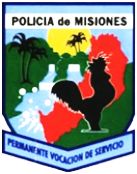 POLICIA de MISIONES
PERMANENTE VOCACION DE SERVICIO